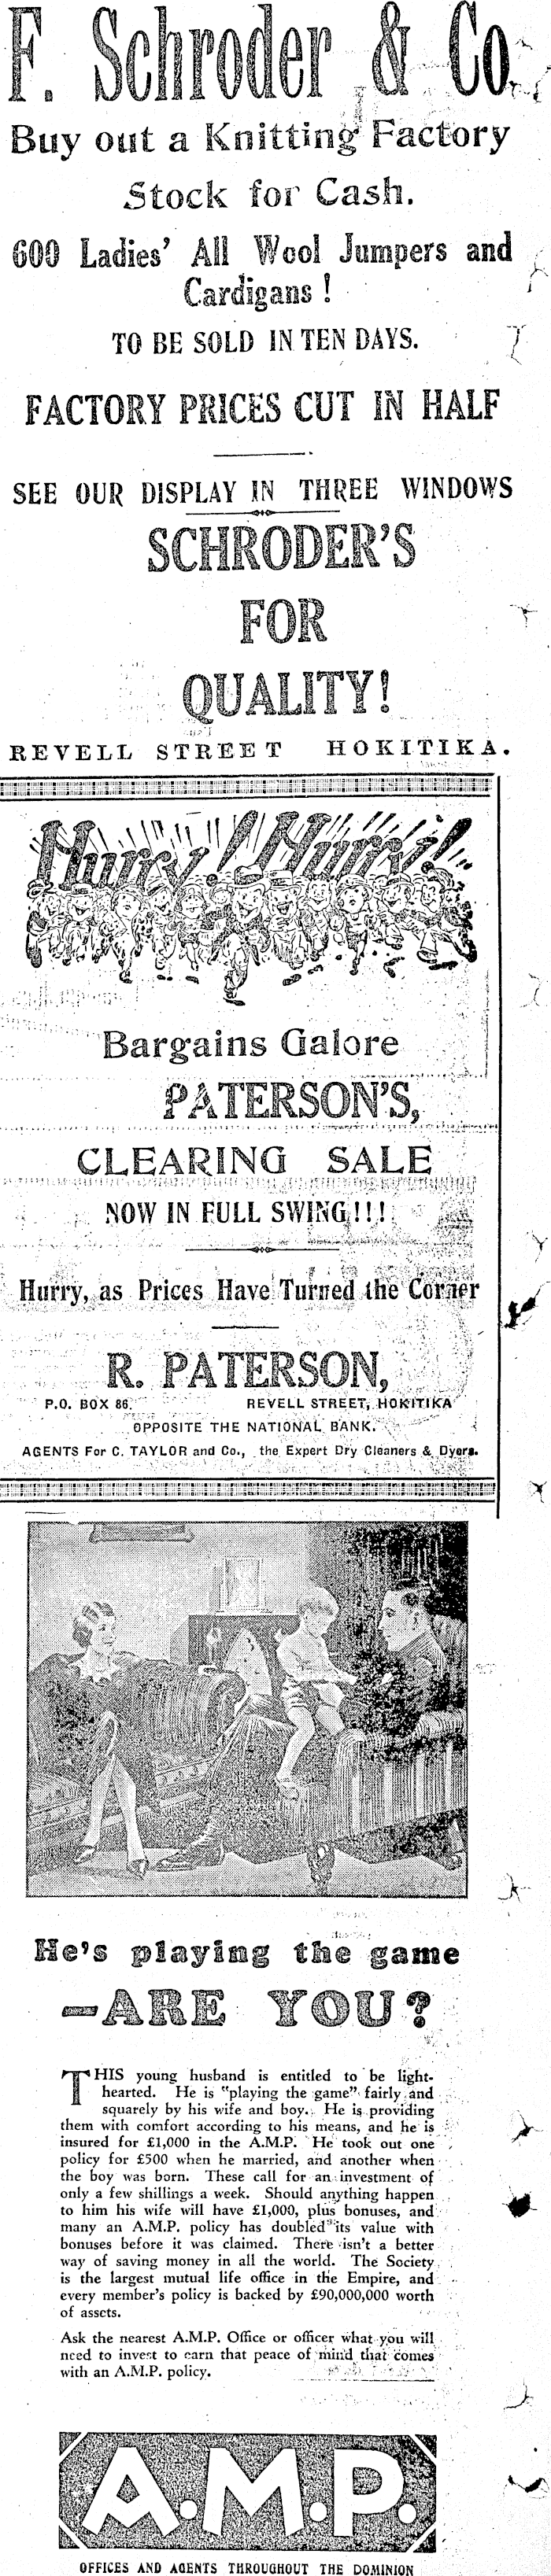 F. Schroder & Co.
Buy out a Knitting Factory
Stock for Cash.
600 Ladies' All Wool Jumpers and
Cardigans !
TO BE SOLD IN TEN DAYS.
FACTORY PRICES CUT IN HALF
SEE OUR DISPLAY IN THREE WINDOWS
SCHRODER'S
FOR
QUALITY!
REVELL STREET HOKITIKA.
Hurry! Hurry!
Bargains Galore
PATERSON'S,
CLEARING SALE
NOW IN FULL SWING!!!
Hurry, as Prices Have Turned the Corner
R. PATERSON,
P.O. BOX 86. REVELL STREET, HOKITIKA
OPPOSITE THE NATIONAL BANK.
AGENTS For C. TAYLOR and Co., the Expert Dry Cleaners & Dyers.
He's playing the game
—ARE YOU?
THIS young husband is entitled to be light-
hearted. He is "playing the game" fairly and
squarely by his wife and boy. He is providing
them with comfort according to his means, and he is
insured for £1,000 in the A.M.P. He took out one
policy for £500 when he married, and another when
the boy was born. These call for an investment of
only a few shillings a week. Should anything happen
to him his wife will have £1,000, plus bonuses, and
many an A.M.P. policy has doubled its value with
bonuses before it was claimed. There isn't a better
way of saving money in all the world. The Society
is the largest mutual life office in the Empire, and
every member's policy is backed by £90,000,000 worth
of assets.
Ask the nearest A.M.P. Office or officer what you will
need to invest to earn that peace of mind that comes
with an A.M.P. policy.
A.M.P.
OFFICES AND AGENTS THROUGHOUT THE DOMINION